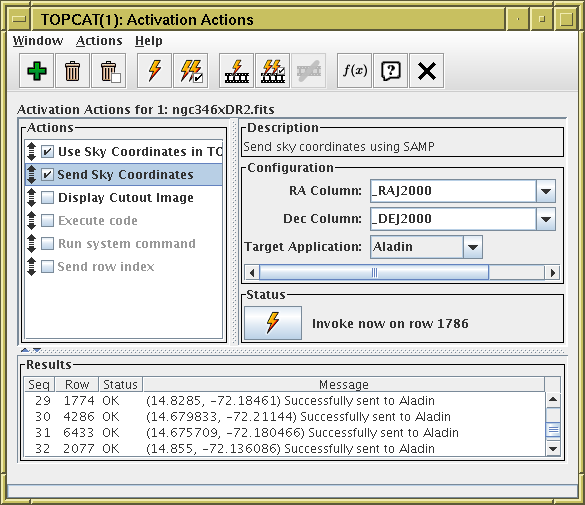 TOPCAT(1): Activation Actions
Window Actions Help
f(x) ?
Activation Actions for 1: ngc346xDR2.fits
Actions
Use Sky Coordinates in TO
Send Sky Coordinates
Display Cutout Image
Execute code
Run system command
Send row index
Description
Send sky coordinates using SAMP
Configuration
RA Column: _RAJ2000
Dec Column: _DEJ2000
Target Application: Aladin
Status
Invoke now on row 1786
Results
Seq Row Status Message
29 1774 OK (14.8285, -72.18461) Successfully sent to Aladin
30 4286 OK (14.679833, -72.21144) Successfully sent to Aladin
31 6433 OK (14.675709, -72.180466) Successfully sent to Aladin
32 2077 OK (14.855, -72.136086) Successfully sent to Aladin